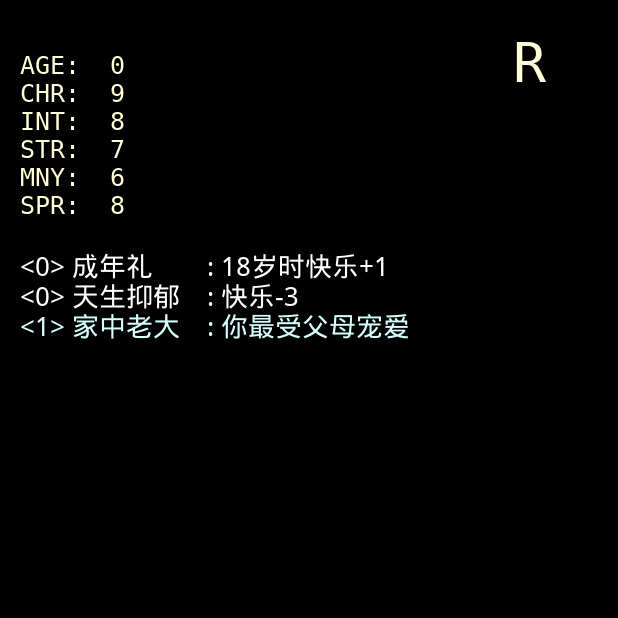 R
AGE: 0
CHR: 9
INT: 8
STR: 7
MNY: 6
SPR: 8
<0> 成年礼 : 18岁时快乐+1
<0> 天生抑郁 : 快乐-3
<1> 家中老大 : 你最受父母宠爱